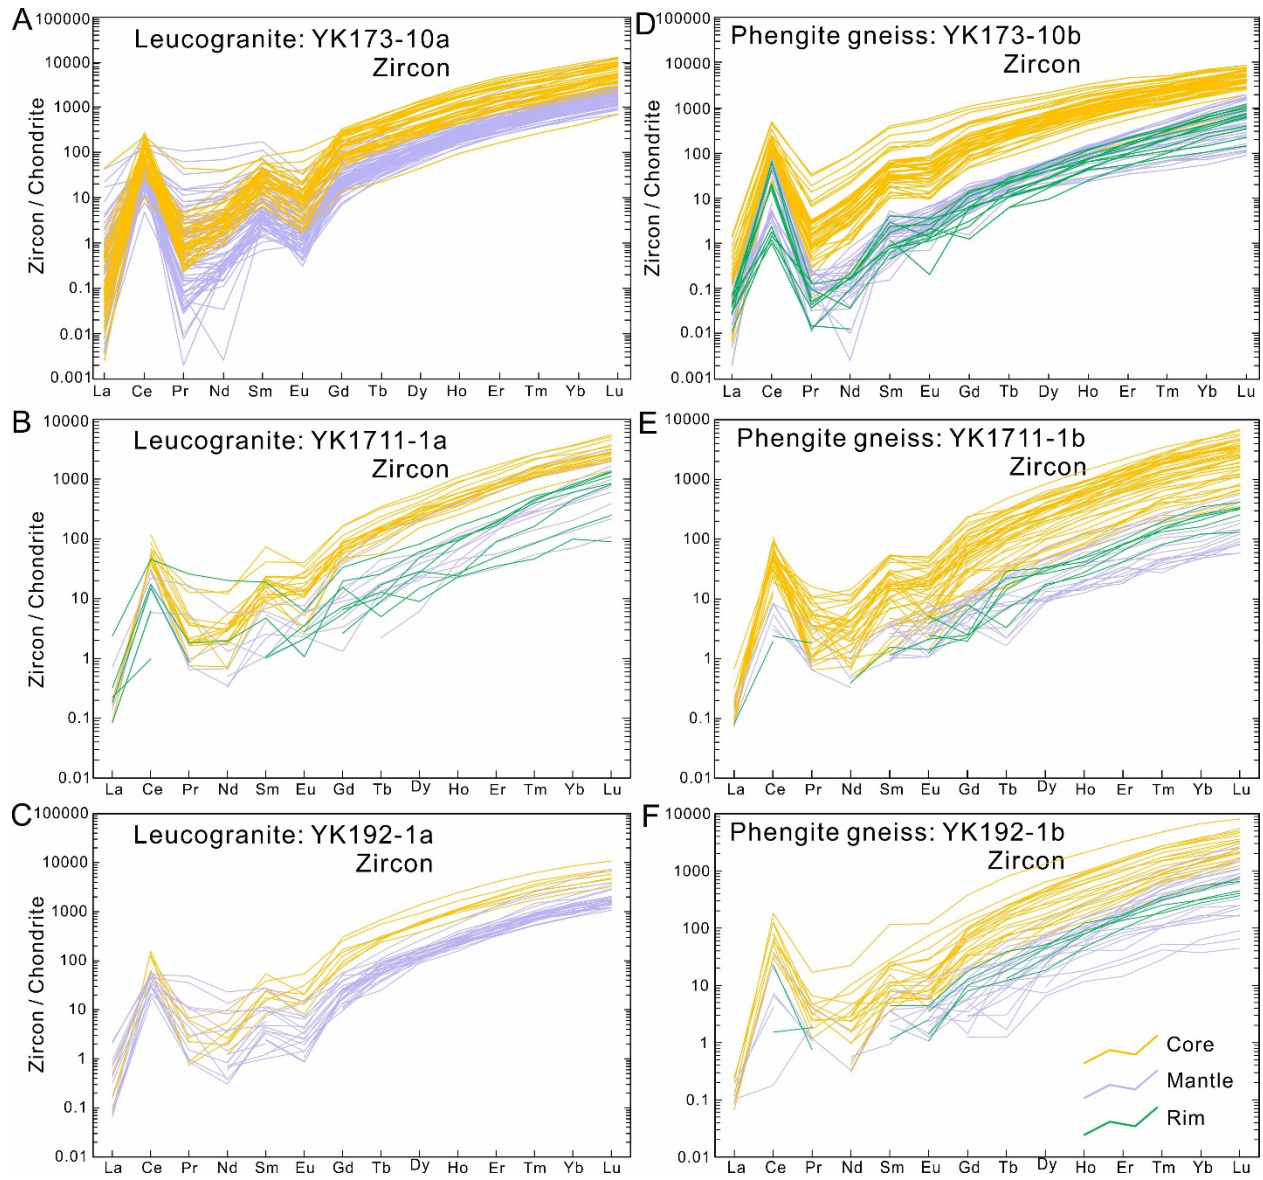 A
Leucogranite: YK173-10a
Zircon
Zircon / Chondrite
100000
10000
1000
100
10
1
0.1
0.01
0.001
La Ce Pr Nd Sm Eu Gd Tb Dy Ho Er Tm Yb Lu
D
Phengite gneiss: YK173-10b
Zircon
Zircon / Chondrite
100000
10000
1000
100
10
1
0.1
0.01
0.001
La Ce Pr Nd Sm Eu Gd Tb Dy Ho Er Tm Yb Lu
B
Leucogranite: YK1711-1a
Zircon
Zircon / Chondrite
10000
1000
100
10
1
0.1
0.01
La Ce Pr Nd Sm Eu Gd Tb Dy Ho Er Tm Yb Lu
E
Phengite gneiss: YK1711-1b
Zircon
10000
1000
100
10
1
0.1
0.01
La Ce Pr Nd Sm Eu Gd Tb Dy Ho Er Tm Yb Lu
C
Leucogranite: YK192-1a
Zircon
Zircon / Chondrite
100000
10000
1000
100
10
1
0.1
0.01
La Ce Pr Nd Sm Eu Gd Tb Dy Ho Er Tm Yb Lu
F
Phengite gneiss: YK192-1b
Zircon
10000
1000
100
10
1
0.1
0.01
La Ce Pr Nd Sm Eu Gd Tb Dy Ho Er Tm Yb Lu
Core
Mantle
Rim